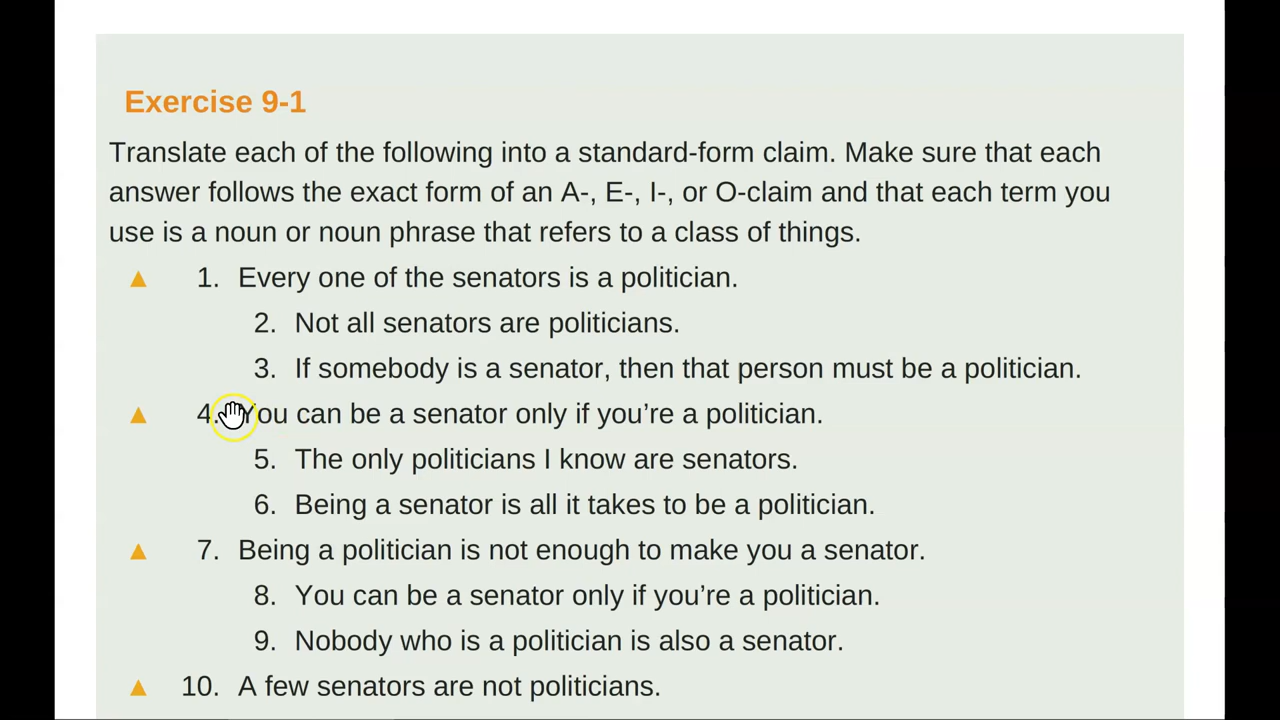 Exercise 9-1
Translate each of the following into a standard-form claim. Make sure that each
answer follows the exact form of an A-, E-, I-, or O-claim and that each term you
use is a noun or noun phrase that refers to a class of things.
▲ 1. Every one of the senators is a politician.
2. Not all senators are politicians.
3. If somebody is a senator, then that person must be a politician.
▲ 4. You can be a senator only if you’re a politician.
5. The only politicians I know are senators.
6. Being a senator is all it takes to be a politician.
▲ 7. Being a politician is not enough to make you a senator.
8. You can be a senator only if you’re a politician.
9. Nobody who is a politician is also a senator.
▲ 10. A few senators are not politicians.